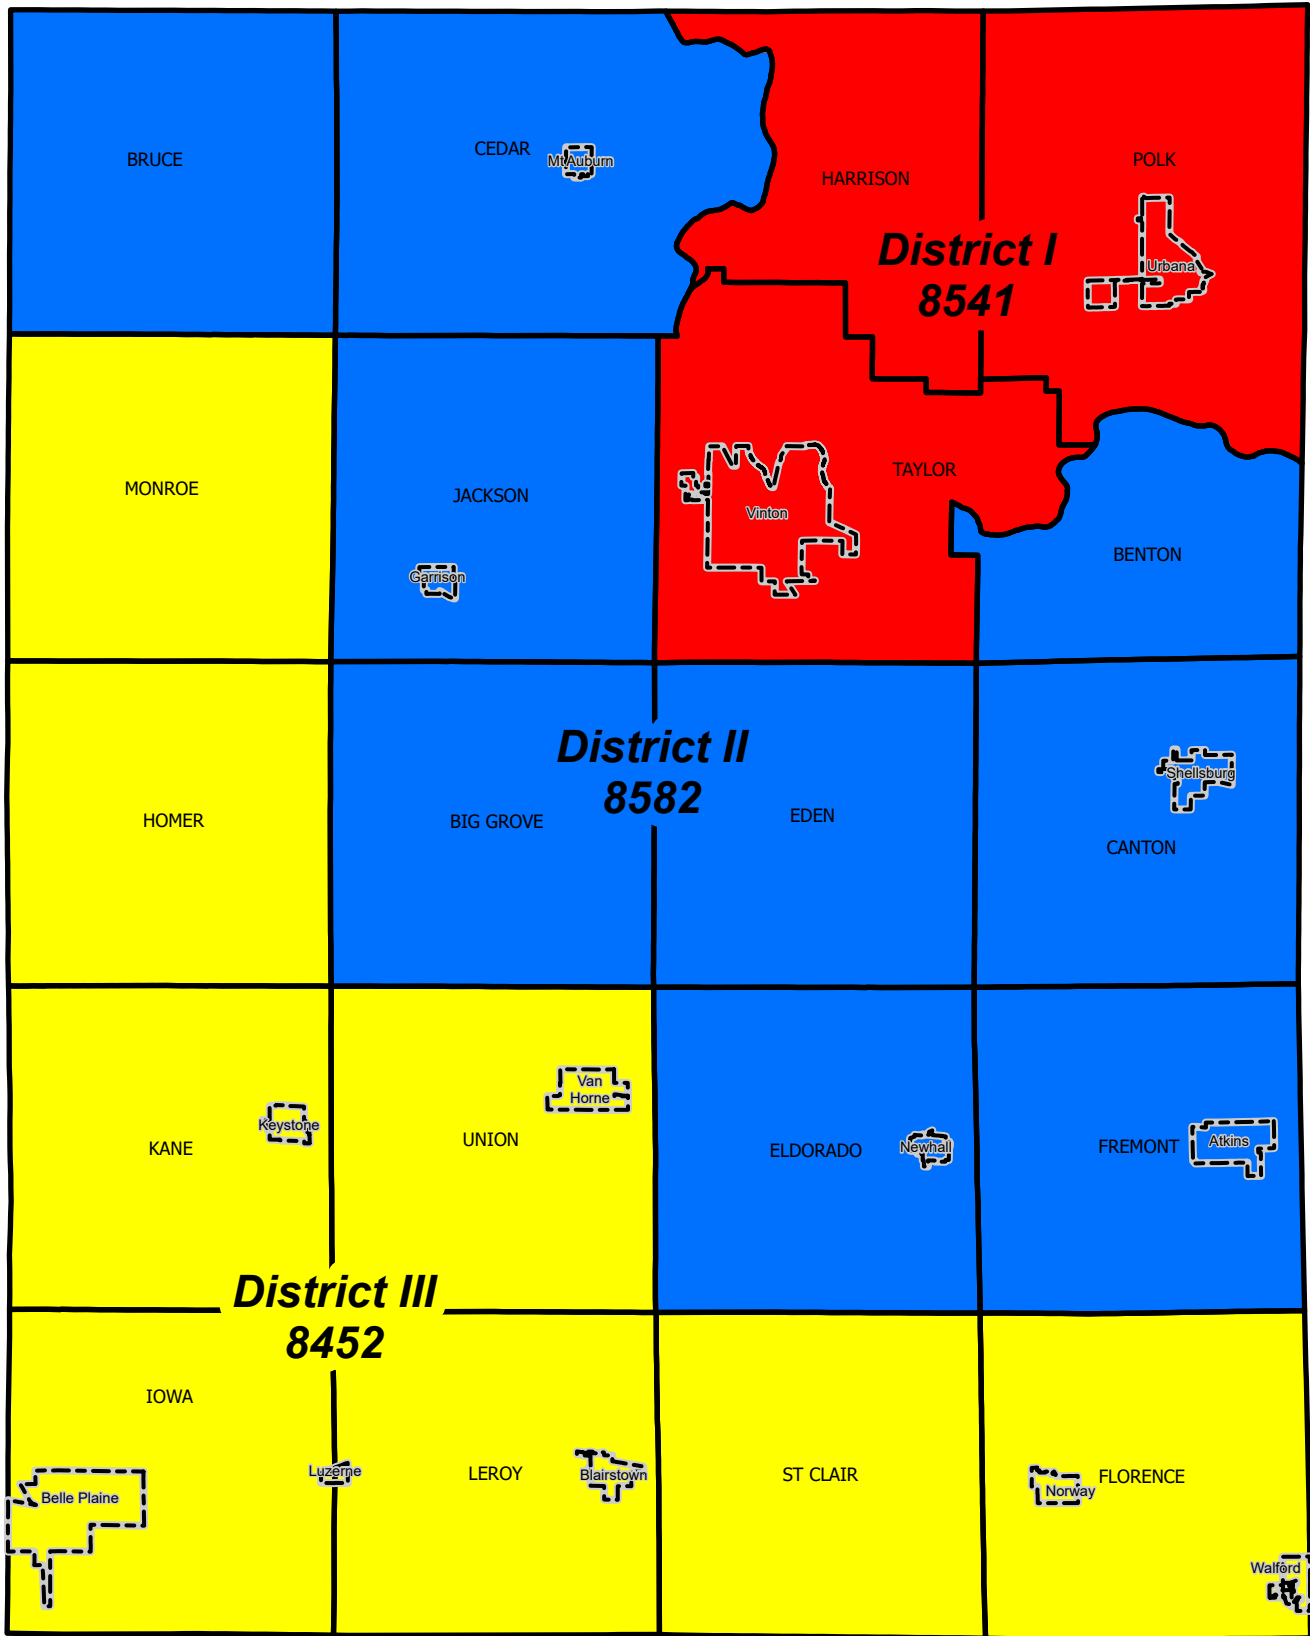 BRUCE
CEDAR
Mt Auburn
HARRISON
POLK
District I
8541
Urbana
MONROE
JACKSON
Garrison
TAYLOR
Vinton
BENTON
HOMER
District II
8582
BIG GROVE
EDEN
Shellsburg
CANTON
KANE
Keystone
UNION
Van
Horne
ELDORADO
Newhall
FREMONT
Atkins
District III
8452
IOWA
Belle Plaine
Luzerne
LEROY
Blairstown
ST CLAIR
FLORENCE
Norway
Walford